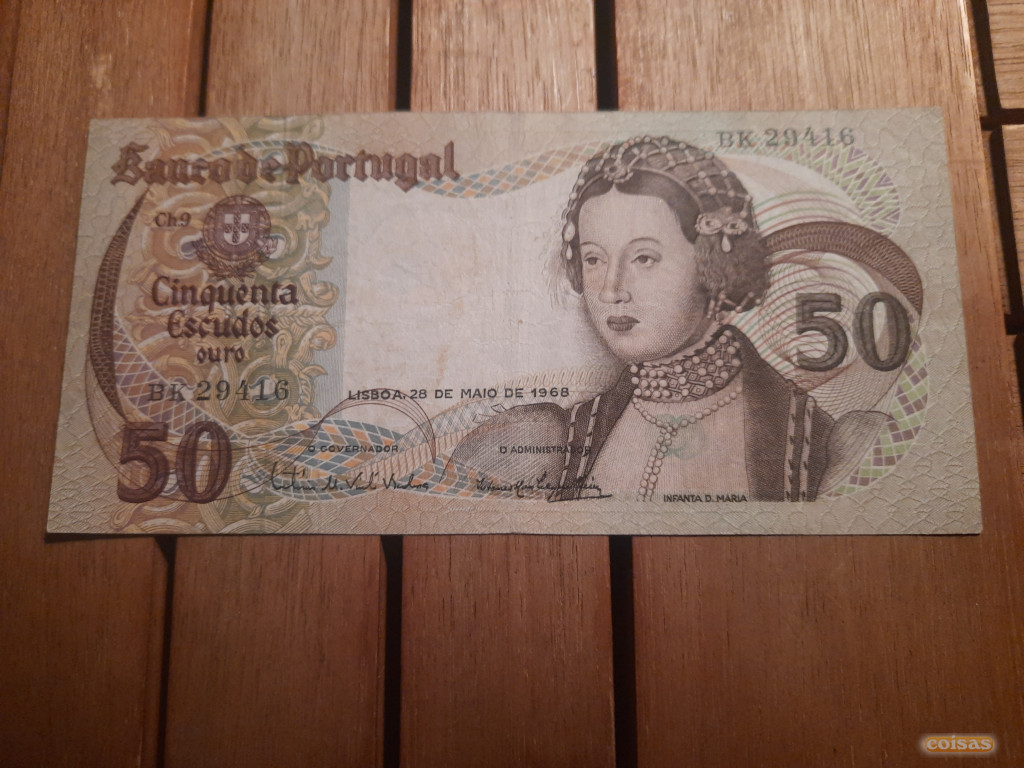 Banco de Portugal
BK 29416
Ch.9
Cinquenta
Escudos
ouro
50
BK 29416
LISBOA, 28 DE MAIO DE 1968
O GOVERNADOR
O ADMINISTRADOR
50
INFANTA D. MARIA
coisas